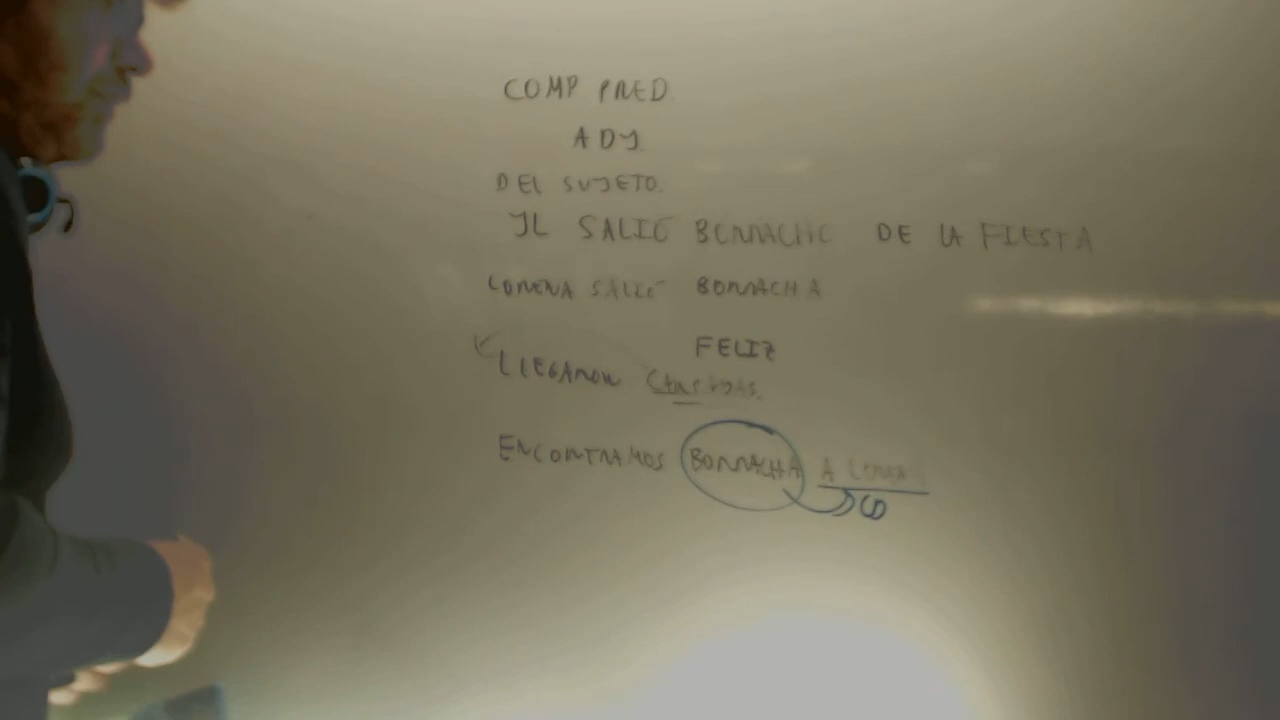 COMP PRED.
ADJ.
DEL SUJETO.
JL SALIÓ BORRACHO DE LA FIESTA
LORENA SALIÓ BORRACHA
FELIZ
LLEGARON
ENCONTRAMOS BORRACHA A LORENA
CD